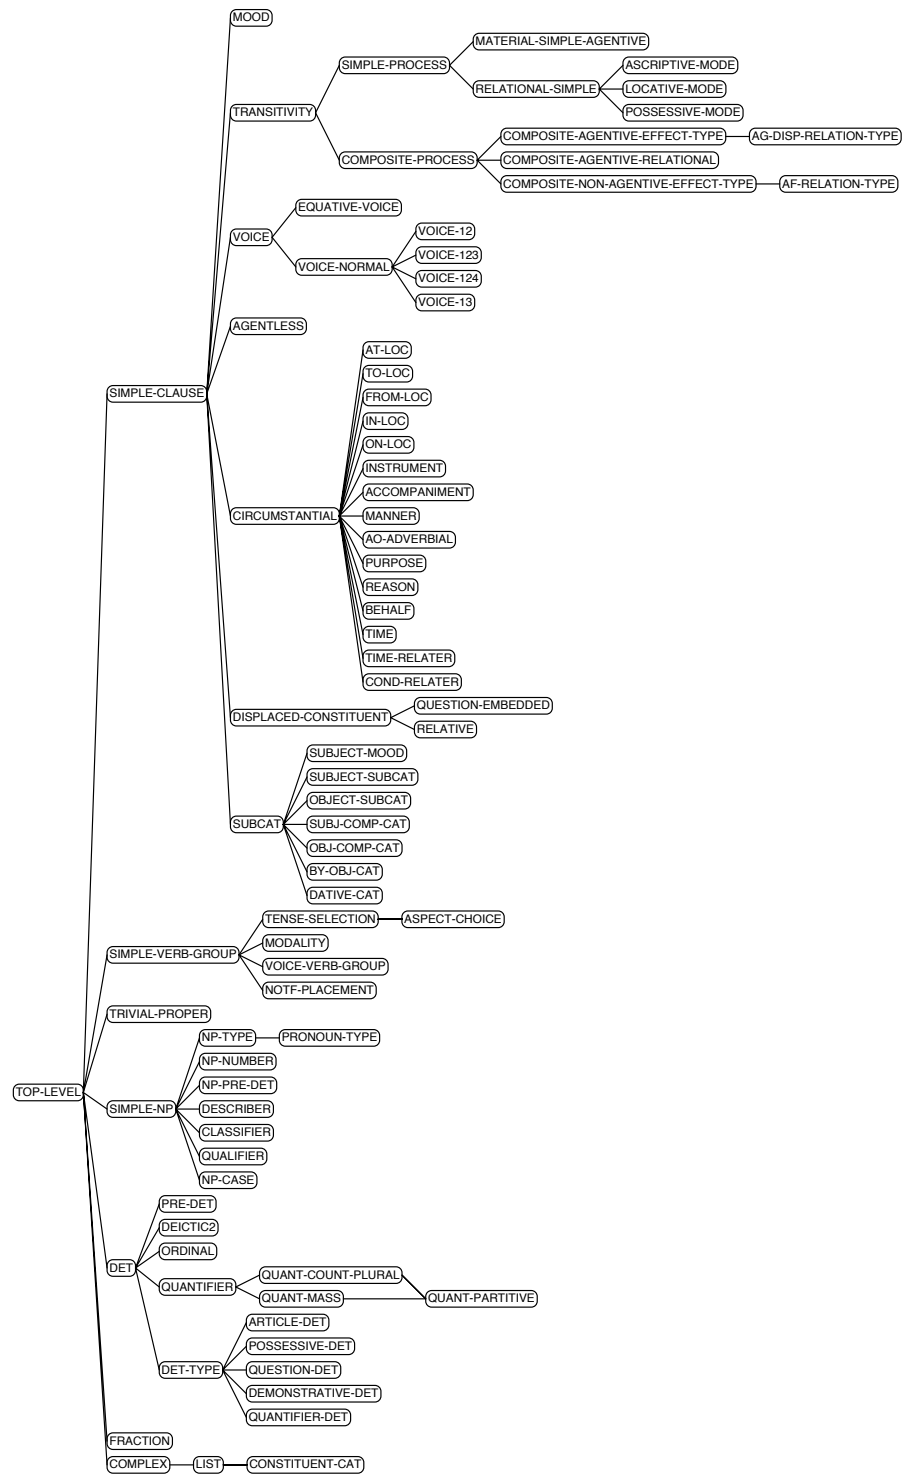 MOOD
MATERIAL-SIMPLE-AGENTIVE
SIMPLE-PROCESS
ASCRIPTIVE-MODE
RELATIONAL-SIMPLE
LOCATIVE-MODE
TRANSITIVITY
POSSESSIVE-MODE
COMPOSITE-AGENTIVE-EFFECT-TYPE
AG-DISP-RELATION-TYPE
COMPOSITE-PROCESS
COMPOSITE-AGENTIVE-RELATIONAL
COMPOSITE-NON-AGENTIVE-EFFECT-TYPE
AF-RELATION-TYPE
EQUATIVE-VOICE
VOICE
VOICE-12
VOICE-123
VOICE-NORMAL
VOICE-124
VOICE-13
AGENTLESS
AT-LOC
TO-LOC
SIMPLE-CLAUSE
FROM-LOC
IN-LOC
ON-LOC
INSTRUMENT
ACCOMPANIMENT
CIRCUMSTANTIAL
MANNER
AO-ADVERBIAL
PURPOSE
REASON
BEHALF
TIME
TIME-RELATER
COND-RELATER
QUESTION-EMBEDDED
DISPLACED-CONSTITUENT
RELATIVE
SUBJECT-MOOD
SUBJECT-SUBCAT
OBJECT-SUBCAT
SUBCAT
SUBJ-COMP-CAT
OBJ-COMP-CAT
BY-OBJ-CAT
DATIVE-CAT
TENSE-SELECTION
ASPECT-CHOICE
MODALITY
SIMPLE-VERB-GROUP
VOICE-VERB-GROUP
NOTF-PLACEMENT
TRIVIAL-PROPER
NP-TYPE
PRONOUN-TYPE
NP-NUMBER
NP-PRE-DET
TOP-LEVEL
SIMPLE-NP
DESCRIBER
CLASSIFIER
QUALIFIER
NP-CASE
PRE-DET
DEICTIC2
ORDINAL
DET
QUANTIFIER
QUANT-COUNT-PLURAL
QUANT-MASS
QUANT-PARTITIVE
ARTICLE-DET
POSSESSIVE-DET
DET-TYPE
QUESTION-DET
DEMONSTRATIVE-DET
QUANTIFIER-DET
FRACTION
COMPLEX
LIST
CONSTITUENT-CAT